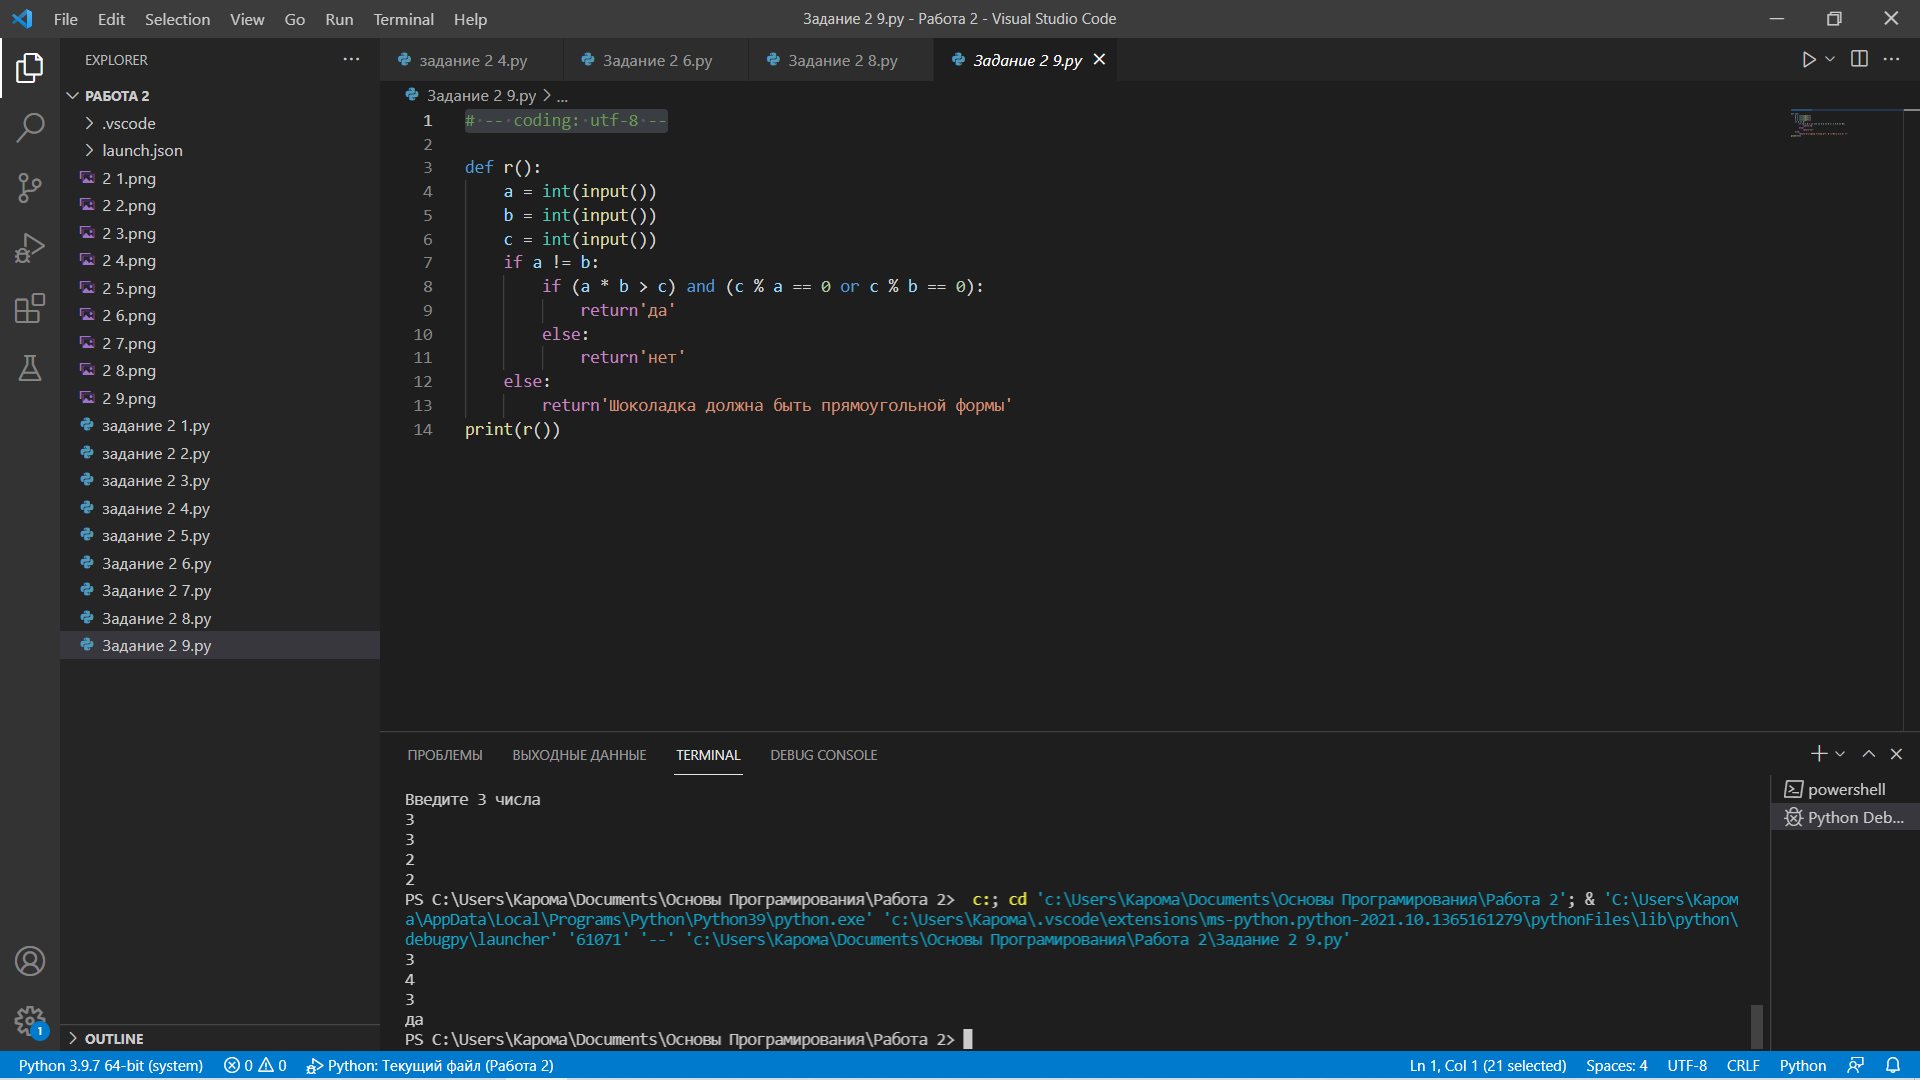 File Edit Selection View Go Run Terminal Help
Задание 2 9.py - Работа 2 - Visual Studio Code
EXPLORER
РАБОТА 2
.vscode
launch.json
2 1.png
2 2.png
2 3.png
2 4.png
2 5.png
2 6.png
2 7.png
2 8.png
2 9.png
задание 2 1.py
задание 2 2.py
задание 2 3.py
задание 2 4.py
задание 2 5.py
Задание 2 6.py
Задание 2 7.py
Задание 2 8.py
Задание 2 9.py
OUTLINE
задание 2 4.py Задание 2 6.py Задание 2 8.py Задание 2 9.py
Задание 2 9.py > ...
1 # -- coding: utf-8 --
2
3 def r():
4 a = int(input())
5 b = int(input())
6 c = int(input())
7 if a != b:
8 if (a * b > c) and (c % a == 0 or c % b == 0):
9 return'да'
10 else:
11 return'нет'
12 else:
13 return'Шоколадка должна быть прямоугольной формы'
14 print(r())
ПРОБЛЕМЫ ВЫХОДНЫЕ ДАННЫЕ TERMINAL DEBUG CONSOLE
Введите 3 числа
3
3
2
2
PS C:\Users\Карома\Documents\Основы Програмирования\Работа 2> c:; cd 'c:\Users\Карома\Documents\Основы Програмирования\Работа 2'; & 'C:\Users\Каром
а\AppData\Local\Programs\Python\Python39\python.exe' 'c:\Users\Карома\.vscode\extensions\ms-python.python-2021.10.1365161279\pythonFiles\lib\python\
debugpy\launcher' '61071' '--' 'c:\Users\Карома\Documents\Основы Програмирования\Работа 2\Задание 2 9.py'
3
4
3
да
PS C:\Users\Карома\Documents\Основы Програмирования\Работа 2>
powershell
Python Deb...
1
Python 3.9.7 64-bit (system) 0 0 Python: Текущий файл (Работа 2) Ln 1, Col 1 (21 selected) Spaces: 4 UTF-8 CRLF Python